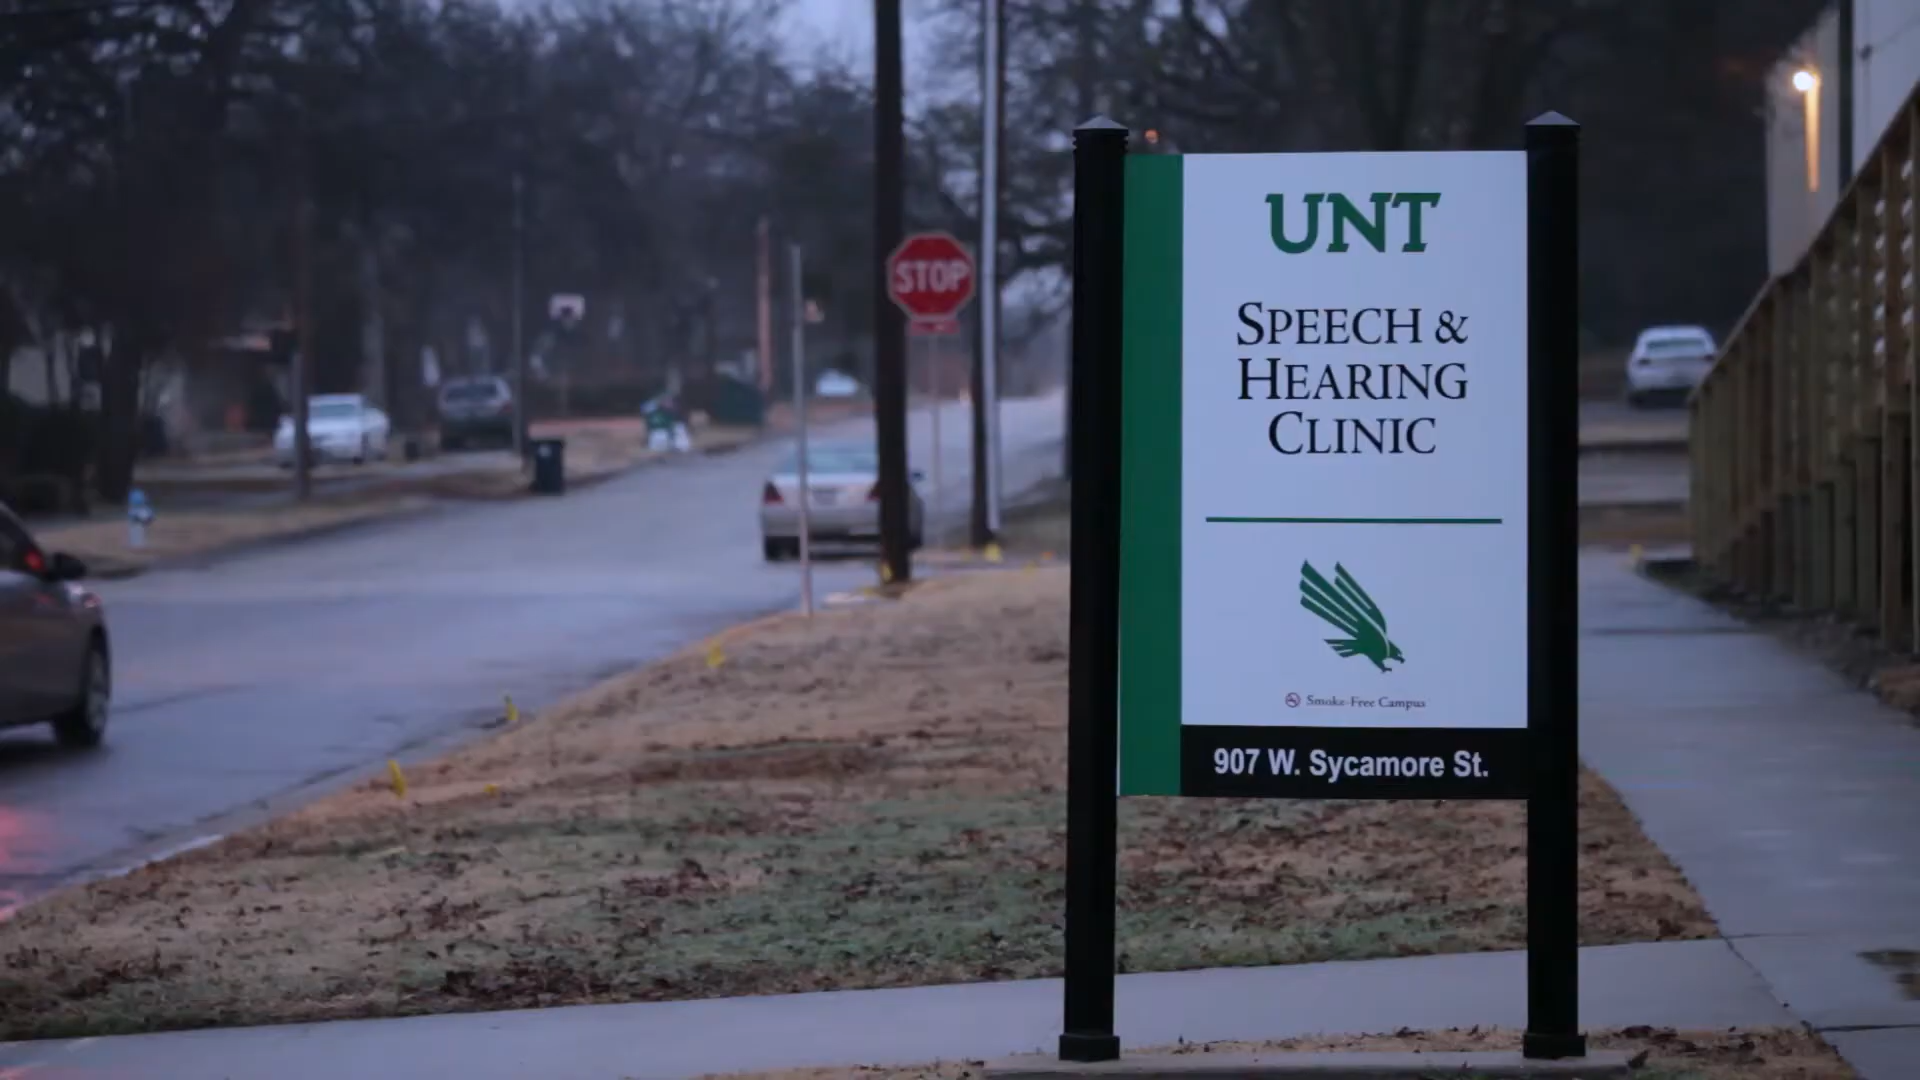 STOP
UNT
SPEECH &
HEARING
CLINIC
Smoke-Free Campus
907 W. Sycamore St.